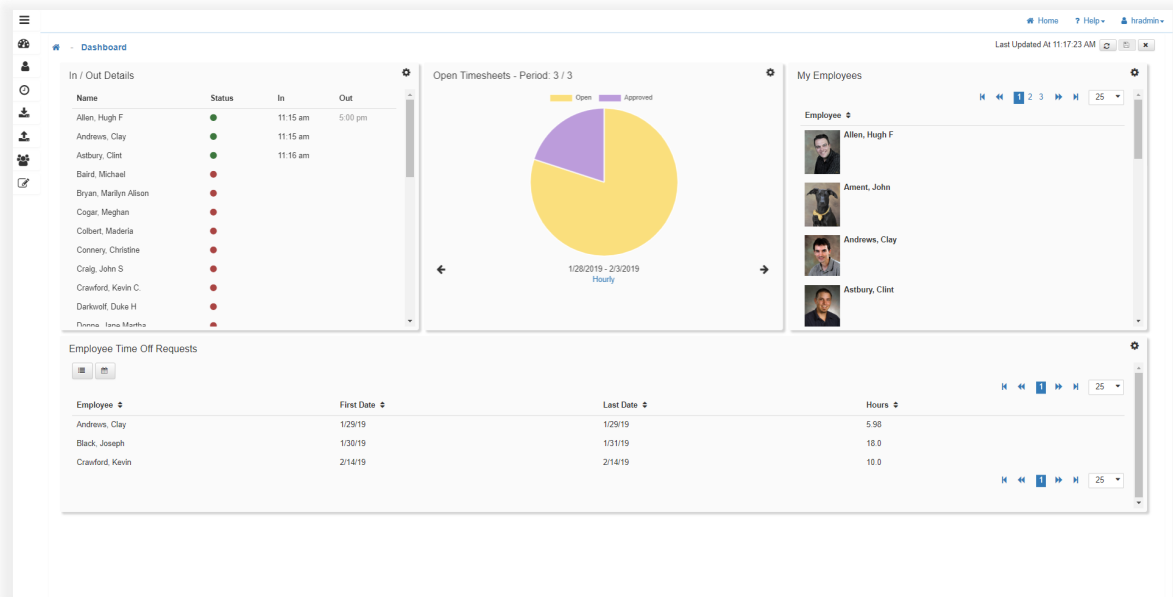 Home ? Help hradmin
- Dashboard
Last Updated At 11:17:23 AM
In / Out Details
Name Status In Out
Allen, Hugh F 11:15 am 5:00 pm
Andrews, Clay 11:15 am
Astbury, Clint 11:16 am
Baird, Michael
Bryan, Marilyn Alison
Cogar, Meghan
Colbert, Maderia
Connery, Christine
Craig, John S
Crawford, Kevin C.
Darkwolf, Duke H
Donne, Jane Martha
Open Timesheets - Period: 3 / 3
Open Approved
1/28/2019 - 2/3/2019
Hourly
My Employees
1 2 3 25
Employee
Allen, Hugh F
Ament, John
Andrews, Clay
Astbury, Clint
Employee Time Off Requests
1 25
Employee First Date Last Date Hours
Andrews, Clay 1/29/19 1/29/19 5.98
Black, Joseph 1/30/19 1/31/19 18.0
Crawford, Kevin 2/14/19 2/14/19 10.0
1 25